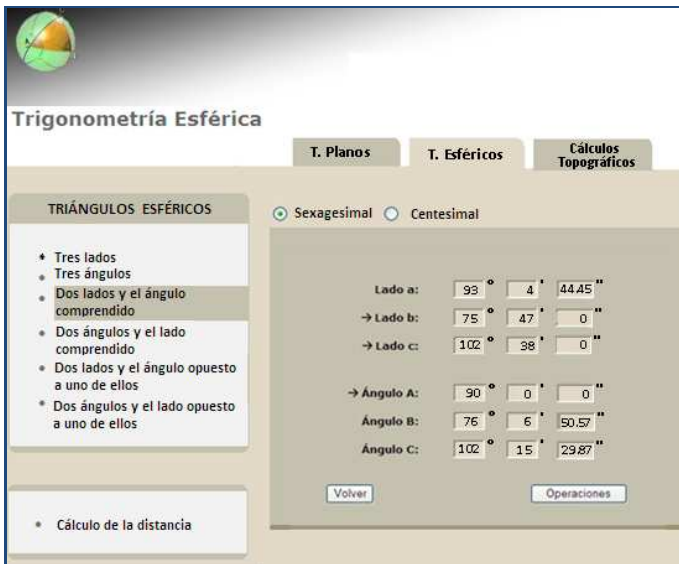 Trigonometría Esférica
T. Planos
T. Esféricos
Cálculos
Topográficos
TRIÁNGULOS ESFÉRICOS
Tres lados
Tres ángulos
Dos lados y el ángulo
comprendido
Dos ángulos y el lado
comprendido
Dos lados y el ángulo opuesto
a uno de ellos
Dos ángulos y el lado opuesto
a uno de ellos
Cálculo de la distancia
Sexagesimal Centesimal
Lado a: 93 ° 4 ' 44.45 "
→ Lado b: 75 ° 47 ' 0 "
→ Lado c: 102 ° 38 ' 0 "
→ Ángulo A: 90 ° 0 ' 0 "
Ángulo B: 76 ° 6 ' 50.57 "
Ángulo C: 102 ° 15 ' 29.87 "
Volver Operaciones